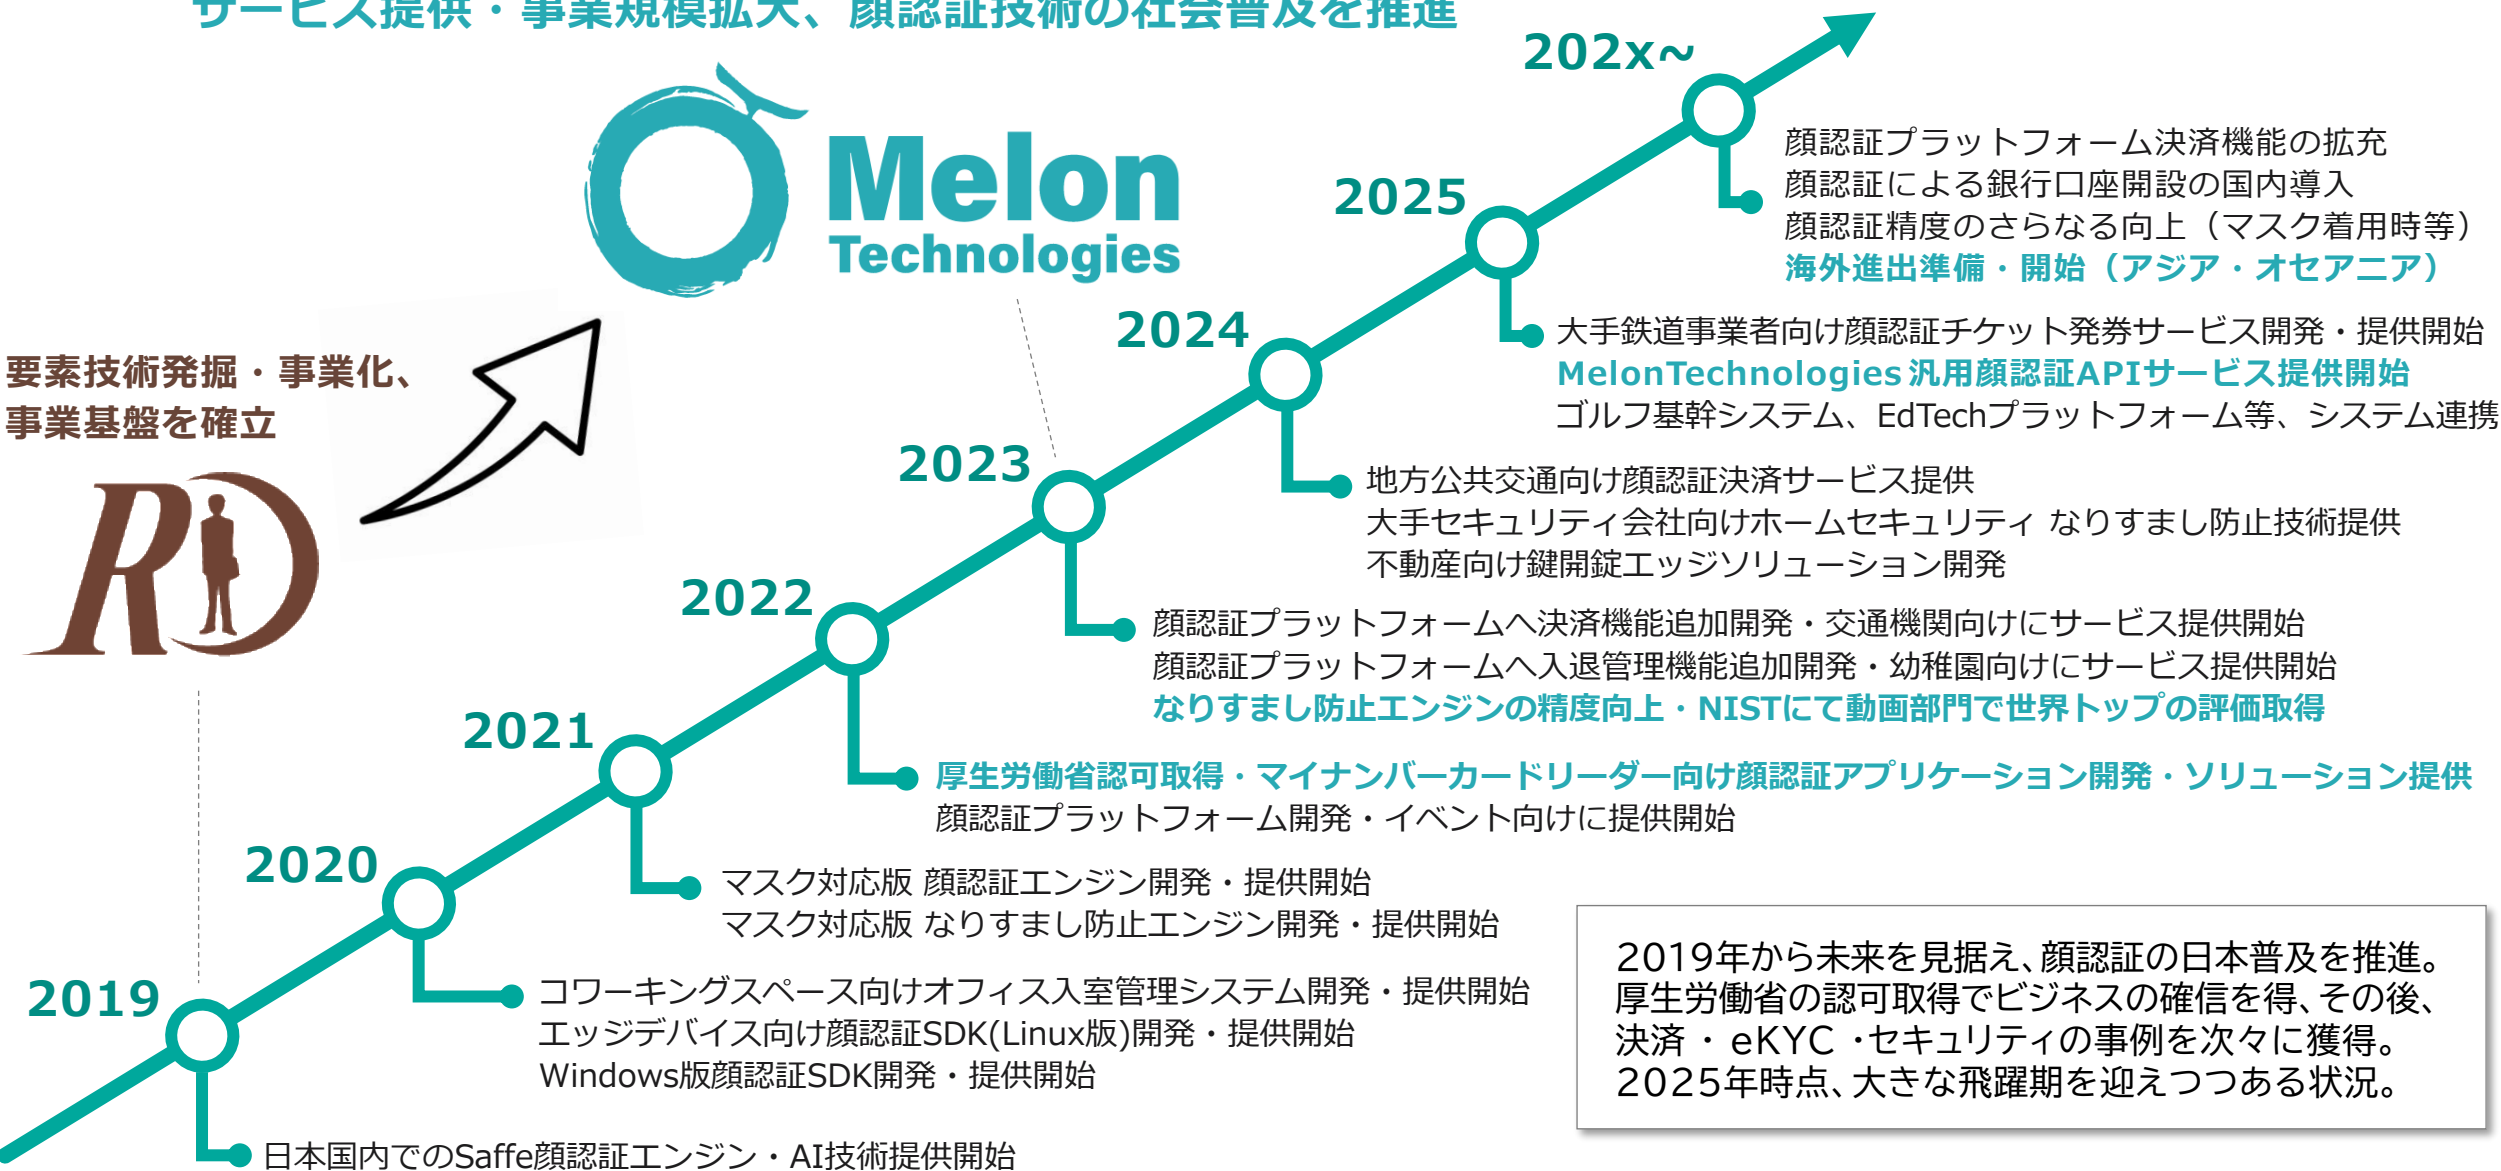 サービス提供・事業規模拡大、顔認証技術の社会普及を推進
Melon
Technologies
要素技術発掘・事業化、
事業基盤を確立
R
202x~
顔認証プラットフォーム決済機能の拡充
顔認証による銀行口座開設の国内導入
顔認証精度のさらなる向上（マスク着用時等）
海外進出準備・開始（アジア・オセアニア）
2025
大手鉄道事業者向け顔認証チケット発券サービス開発・提供開始
MelonTechnologies 汎用顔認証APIサービス提供開始
ゴルフ基幹システム、EdTechプラットフォーム等、システム連携
2024
地方公共交通向け顔認証決済サービス提供
大手セキュリティ会社向けホームセキュリティ なりすまし防止技術提供
不動産向け鍵開錠エッジソリューション開発
2023
顔認証プラットフォームへ決済機能追加開発・交通機関向けにサービス提供開始
顔認証プラットフォームへ入退管理機能追加開発・幼稚園向けにサービス提供開始
なりすまし防止エンジンの精度向上・NISTにて動画部門で世界トップの評価取得
2022
厚生労働省認可取得・マイナンバーカードリーダー向け顔認証アプリケーション開発・ソリューション提供
顔認証プラットフォーム開発・イベント向けに提供開始
2021
マスク対応版 顔認証エンジン開発・提供開始
マスク対応版 なりすまし防止エンジン開発・提供開始
2020
コワーキングスペース向けオフィス入室管理システム開発・提供開始
エッジデバイス向け顔認証SDK(Linux版)開発・提供開始
Windows版顔認証SDK開発・提供開始
2019
日本国内でのSaffe顔認証エンジン・AI技術提供開始
2019年から未来を見据え、顔認証の日本普及を推進。
厚生労働省の認可取得でビジネスの確信を得、その後、
決済・eKYC・セキュリティの事例を次々に獲得。
2025年時点、大きな飛躍期を迎えつつある状況。